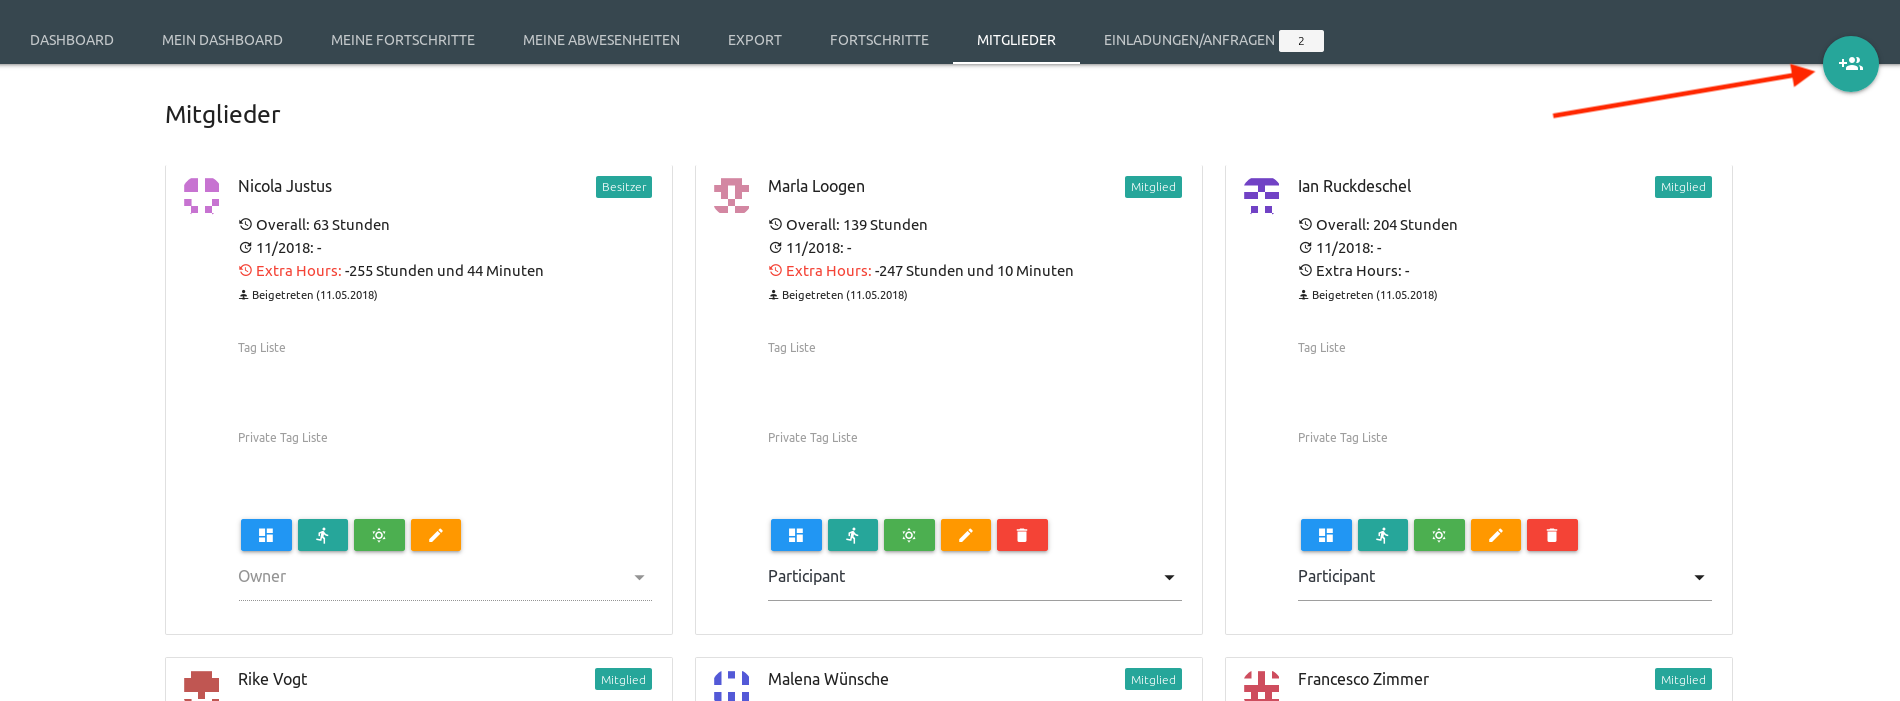 DASHBOARD MEIN DASHBOARD MEINE FORTSCHRITTE MEINE ABWESENHEITEN EXPORT FORTSCHRITTE MITGLIEDER EINLADUNGEN/ANFRAGEN 2
Mitglieder
Nicola Justus Besitzer
Overall: 63 Stunden
11/2018: -
Extra Hours: -255 Stunden und 44 Minuten
Beigetreten (11.05.2018)
Tag Liste
Private Tag Liste
Owner
Marla Loogen Mitglied
Overall: 139 Stunden
11/2018: -
Extra Hours: -247 Stunden und 10 Minuten
Beigetreten (11.05.2018)
Tag Liste
Private Tag Liste
Participant
Ian Ruckdeschel Mitglied
Overall: 204 Stunden
11/2018: -
Extra Hours: -
Beigetreten (11.05.2018)
Tag Liste
Private Tag Liste
Participant
Rike Vogt Mitglied
Malena Wünsche Mitglied
Francesco Zimmer Mitglied